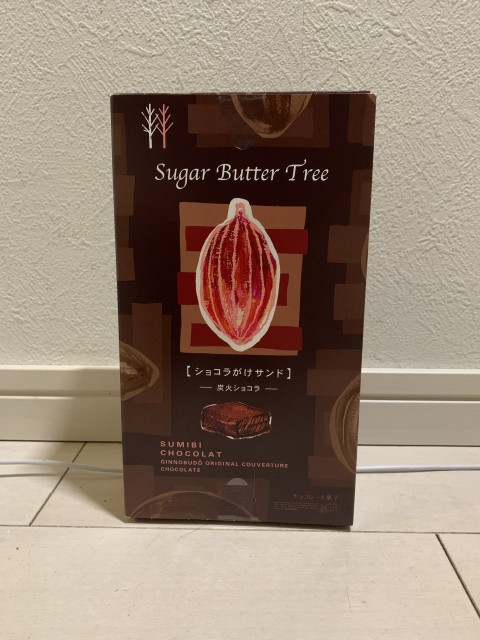 Sugar Butter Tree
[ショコラがけサンド]
— 炭火ショコラ —
SUMIBI
CHOCOLAT
GINNOBUDŌ ORIGINAL COUVERTURE
CHOCOLATE
チョコレート菓子